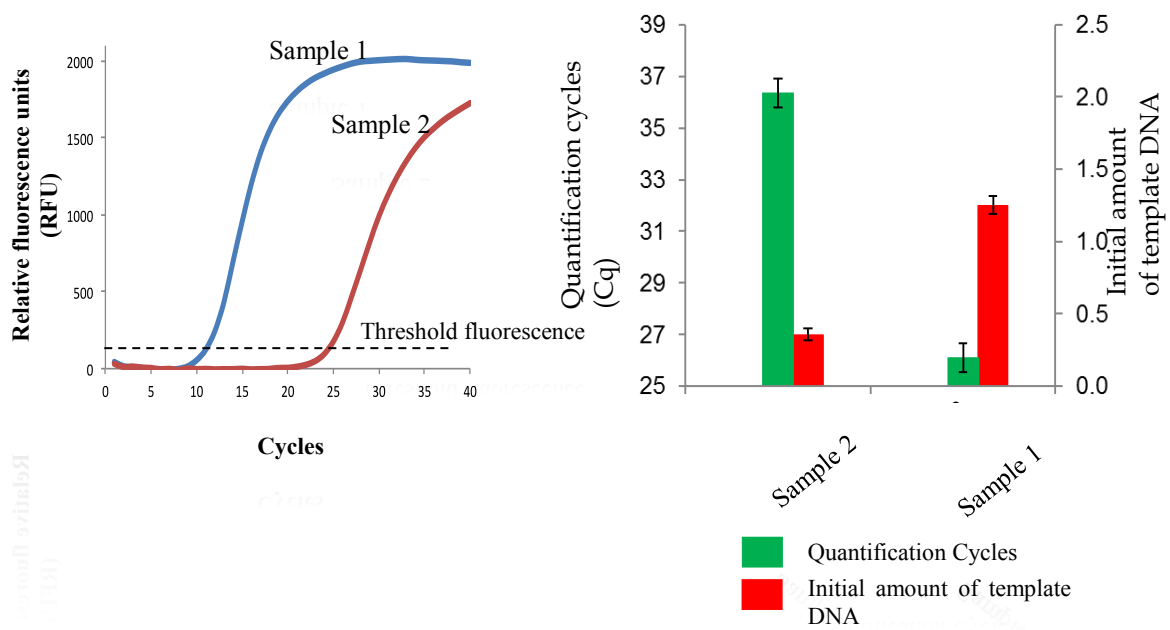 Relative fluorescence units
(RFU)
2000
1500
1000
500
0
Sample 1
Sample 2
Threshold fluorescence
0 5 10 15 20 25 30 35 40
Cycles
Quantification cycles
(Cq)
39
37
35
33
31
29
27
25
2.5
2.0
1.5
1.0
0.5
0.0
Initial amount
of template DNA
Sample 2
Sample 1
Quantification Cycles
Initial amount of template
DNA